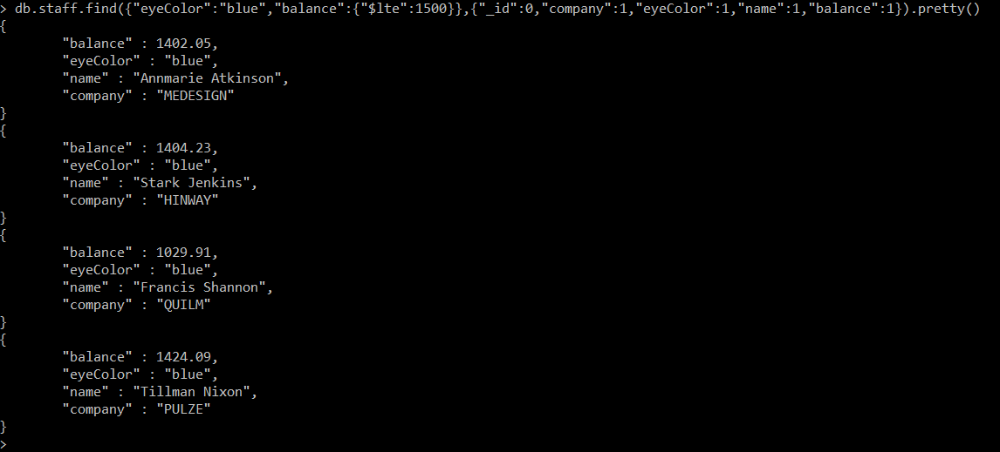 > db.staff.find({"eyeColor":"blue","balance":{"$lte":1500}},{"_id":0,"company":1,"eyeColor":1,"name":1,"balance":1}).pretty()
{
        "balance" : 1402.05,
        "eyeColor" : "blue",
        "name" : "Annmarie Atkinson",
        "company" : "MEDESIGN"
}
{
        "balance" : 1404.23,
        "eyeColor" : "blue",
        "name" : "Stark Jenkins",
        "company" : "HINWAY"
}
{
        "balance" : 1029.91,
        "eyeColor" : "blue",
        "name" : "Francis Shannon",
        "company" : "QUILM"
}
{
        "balance" : 1424.09,
        "eyeColor" : "blue",
        "name" : "Tillman Nixon",
        "company" : "PULZE"
}
>